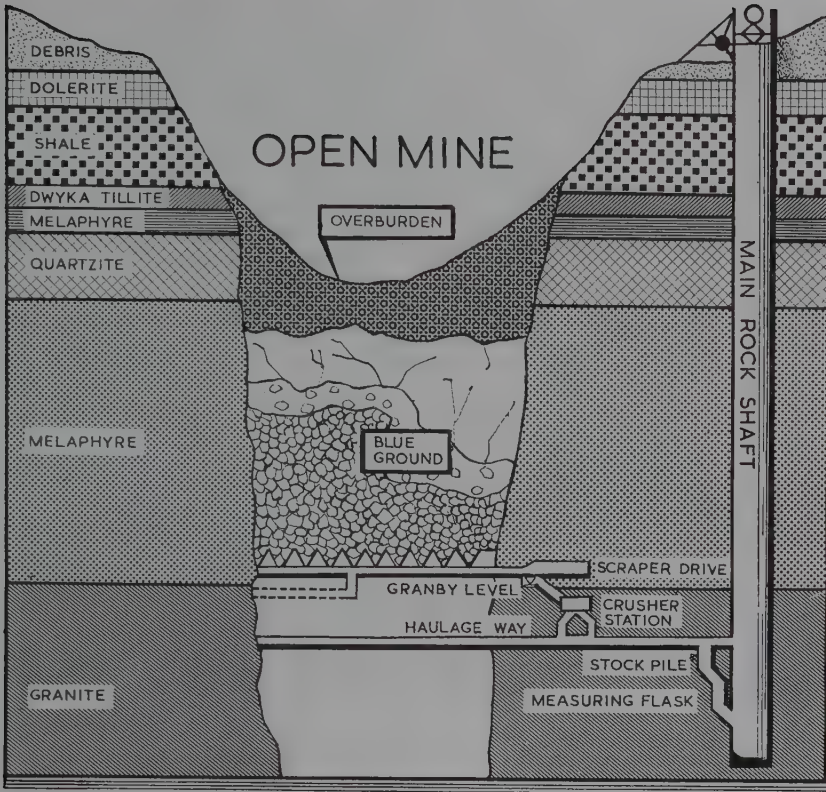 DEBRIS
DOLERITE
SHALE
OPEN MINE
DWYKA TILLITE
OVERBURDEN
MELAPHYRE
QUARTZITE
MAIN ROCK SHAFT
MELAPHYRE
BLUE
GROUND
SCRAPER DRIVE
GRANBY LEVEL
CRUSHER
STATION
HAULAGE WAY
STOCK PILE
GRANITE
MEASURING FLASK